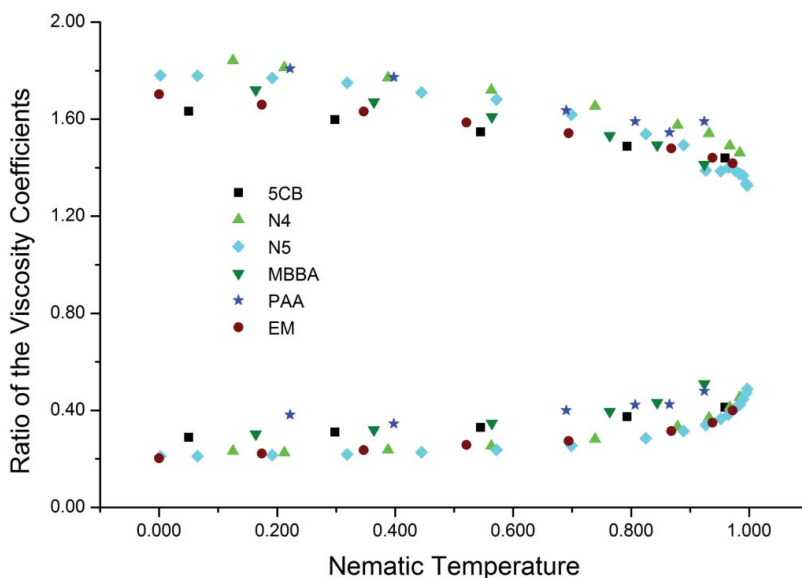 Ratio of the Viscosity Coefficients
2.00
1.60
1.20
0.80
0.40
0.00
5CB
N4
N5
MBBA
PAA
EM
0.000 0.200 0.400 0.600 0.800 1.000
Nematic Temperature